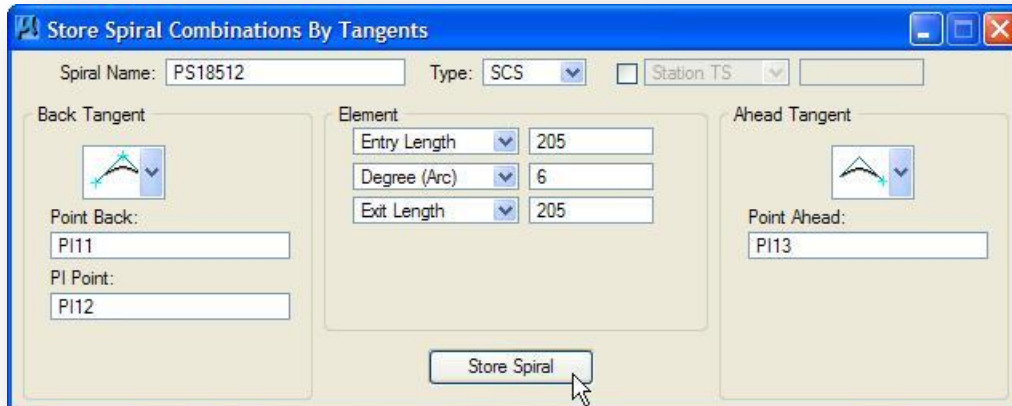 Store Spiral Combinations By Tangents
Spiral Name: PS18512 Type: SCS Station TS
Back Tangent
Point Back:
PI11
PI Point:
PI12
Element
Entry Length 205
Degree (Arc) 6
Exit Length 205
Store Spiral
Ahead Tangent
Point Ahead:
PI13